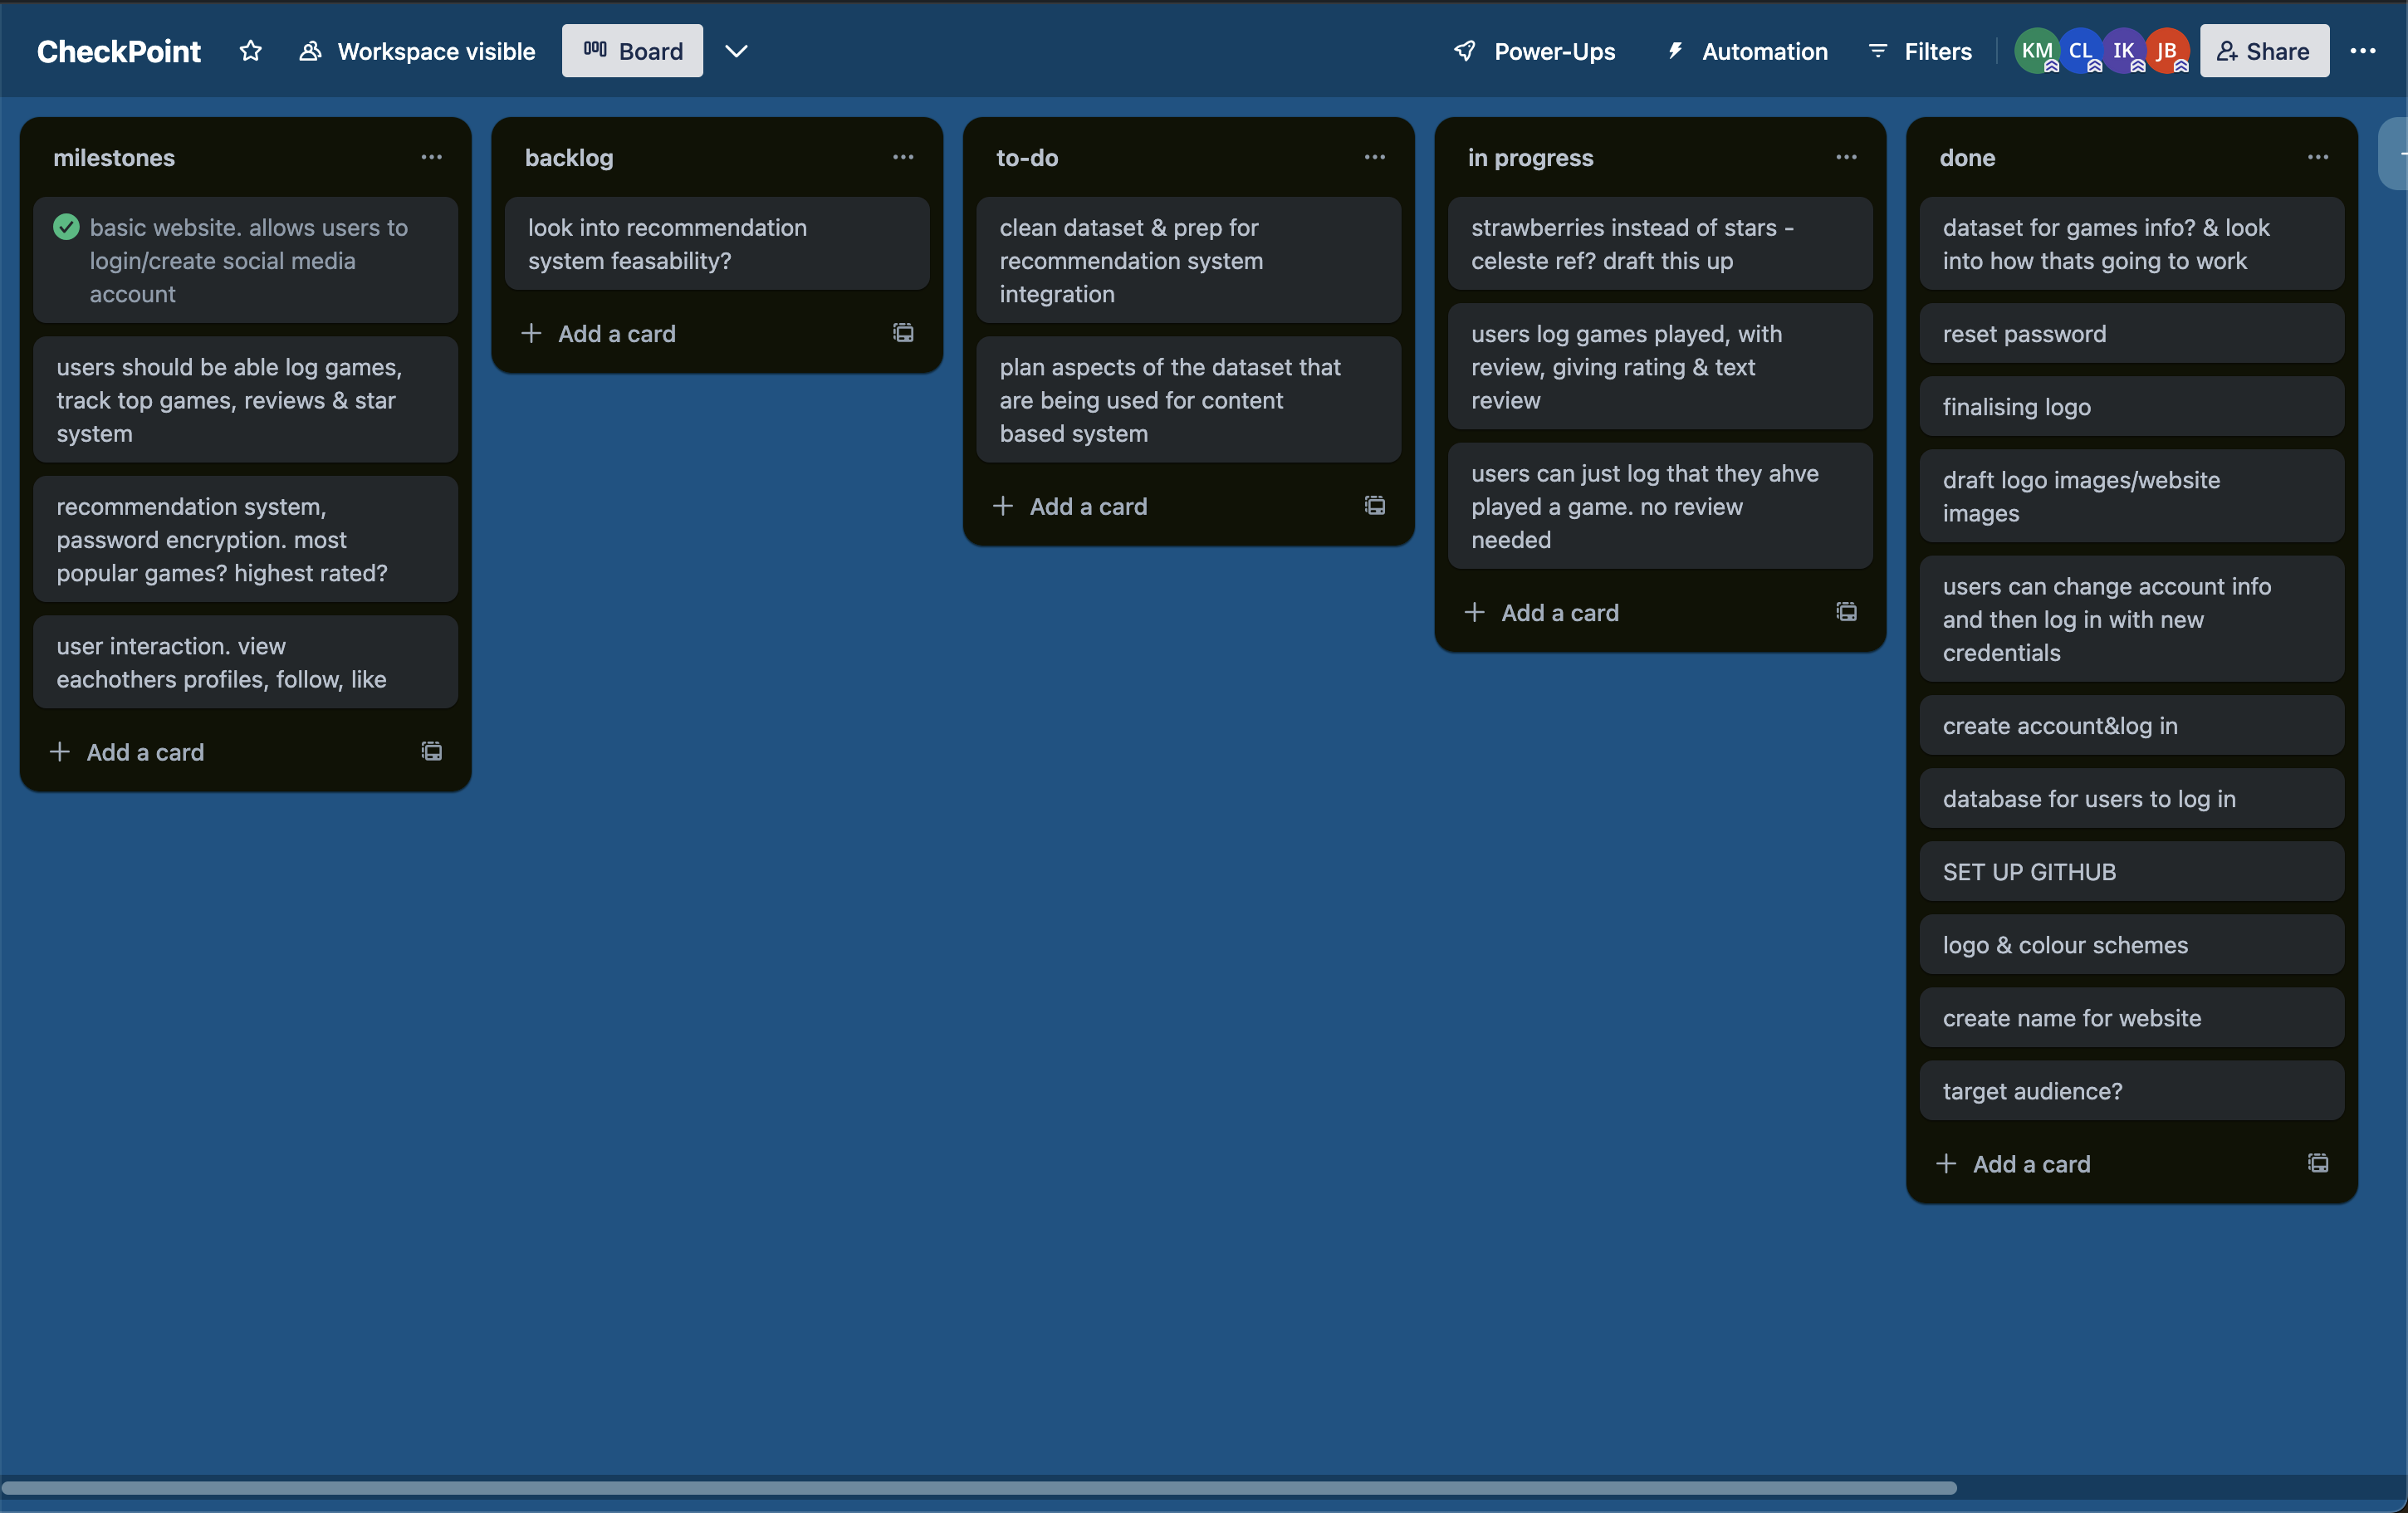 CheckPoint
Workspace visible
Board
Power-Ups
Automation
Filters
KM
CL
IK
JB
Share
milestones
basic website. allows users to
login/create social media
account
users should be able log games,
track top games, reviews & star
system
recommendation system,
password encryption. most
popular games? highest rated?
user interaction. view
eachothers profiles, follow, like
Add a card
backlog
look into recommendation
system feasability?
Add a card
to-do
clean dataset & prep for
recommendation system
integration
plan aspects of the dataset that
are being used for content
based system
Add a card
in progress
strawberries instead of stars -
celeste ref? draft this up
users log games played, with
review, giving rating & text
review
users can just log that they ahve
played a game. no review
needed
Add a card
done
dataset for games info? & look
into how thats going to work
reset password
finalising logo
draft logo images/website
images
users can change account info
and then log in with new
credentials
create account&log in
database for users to log in
SET UP GITHUB
logo & colour schemes
create name for website
target audience?
Add a card